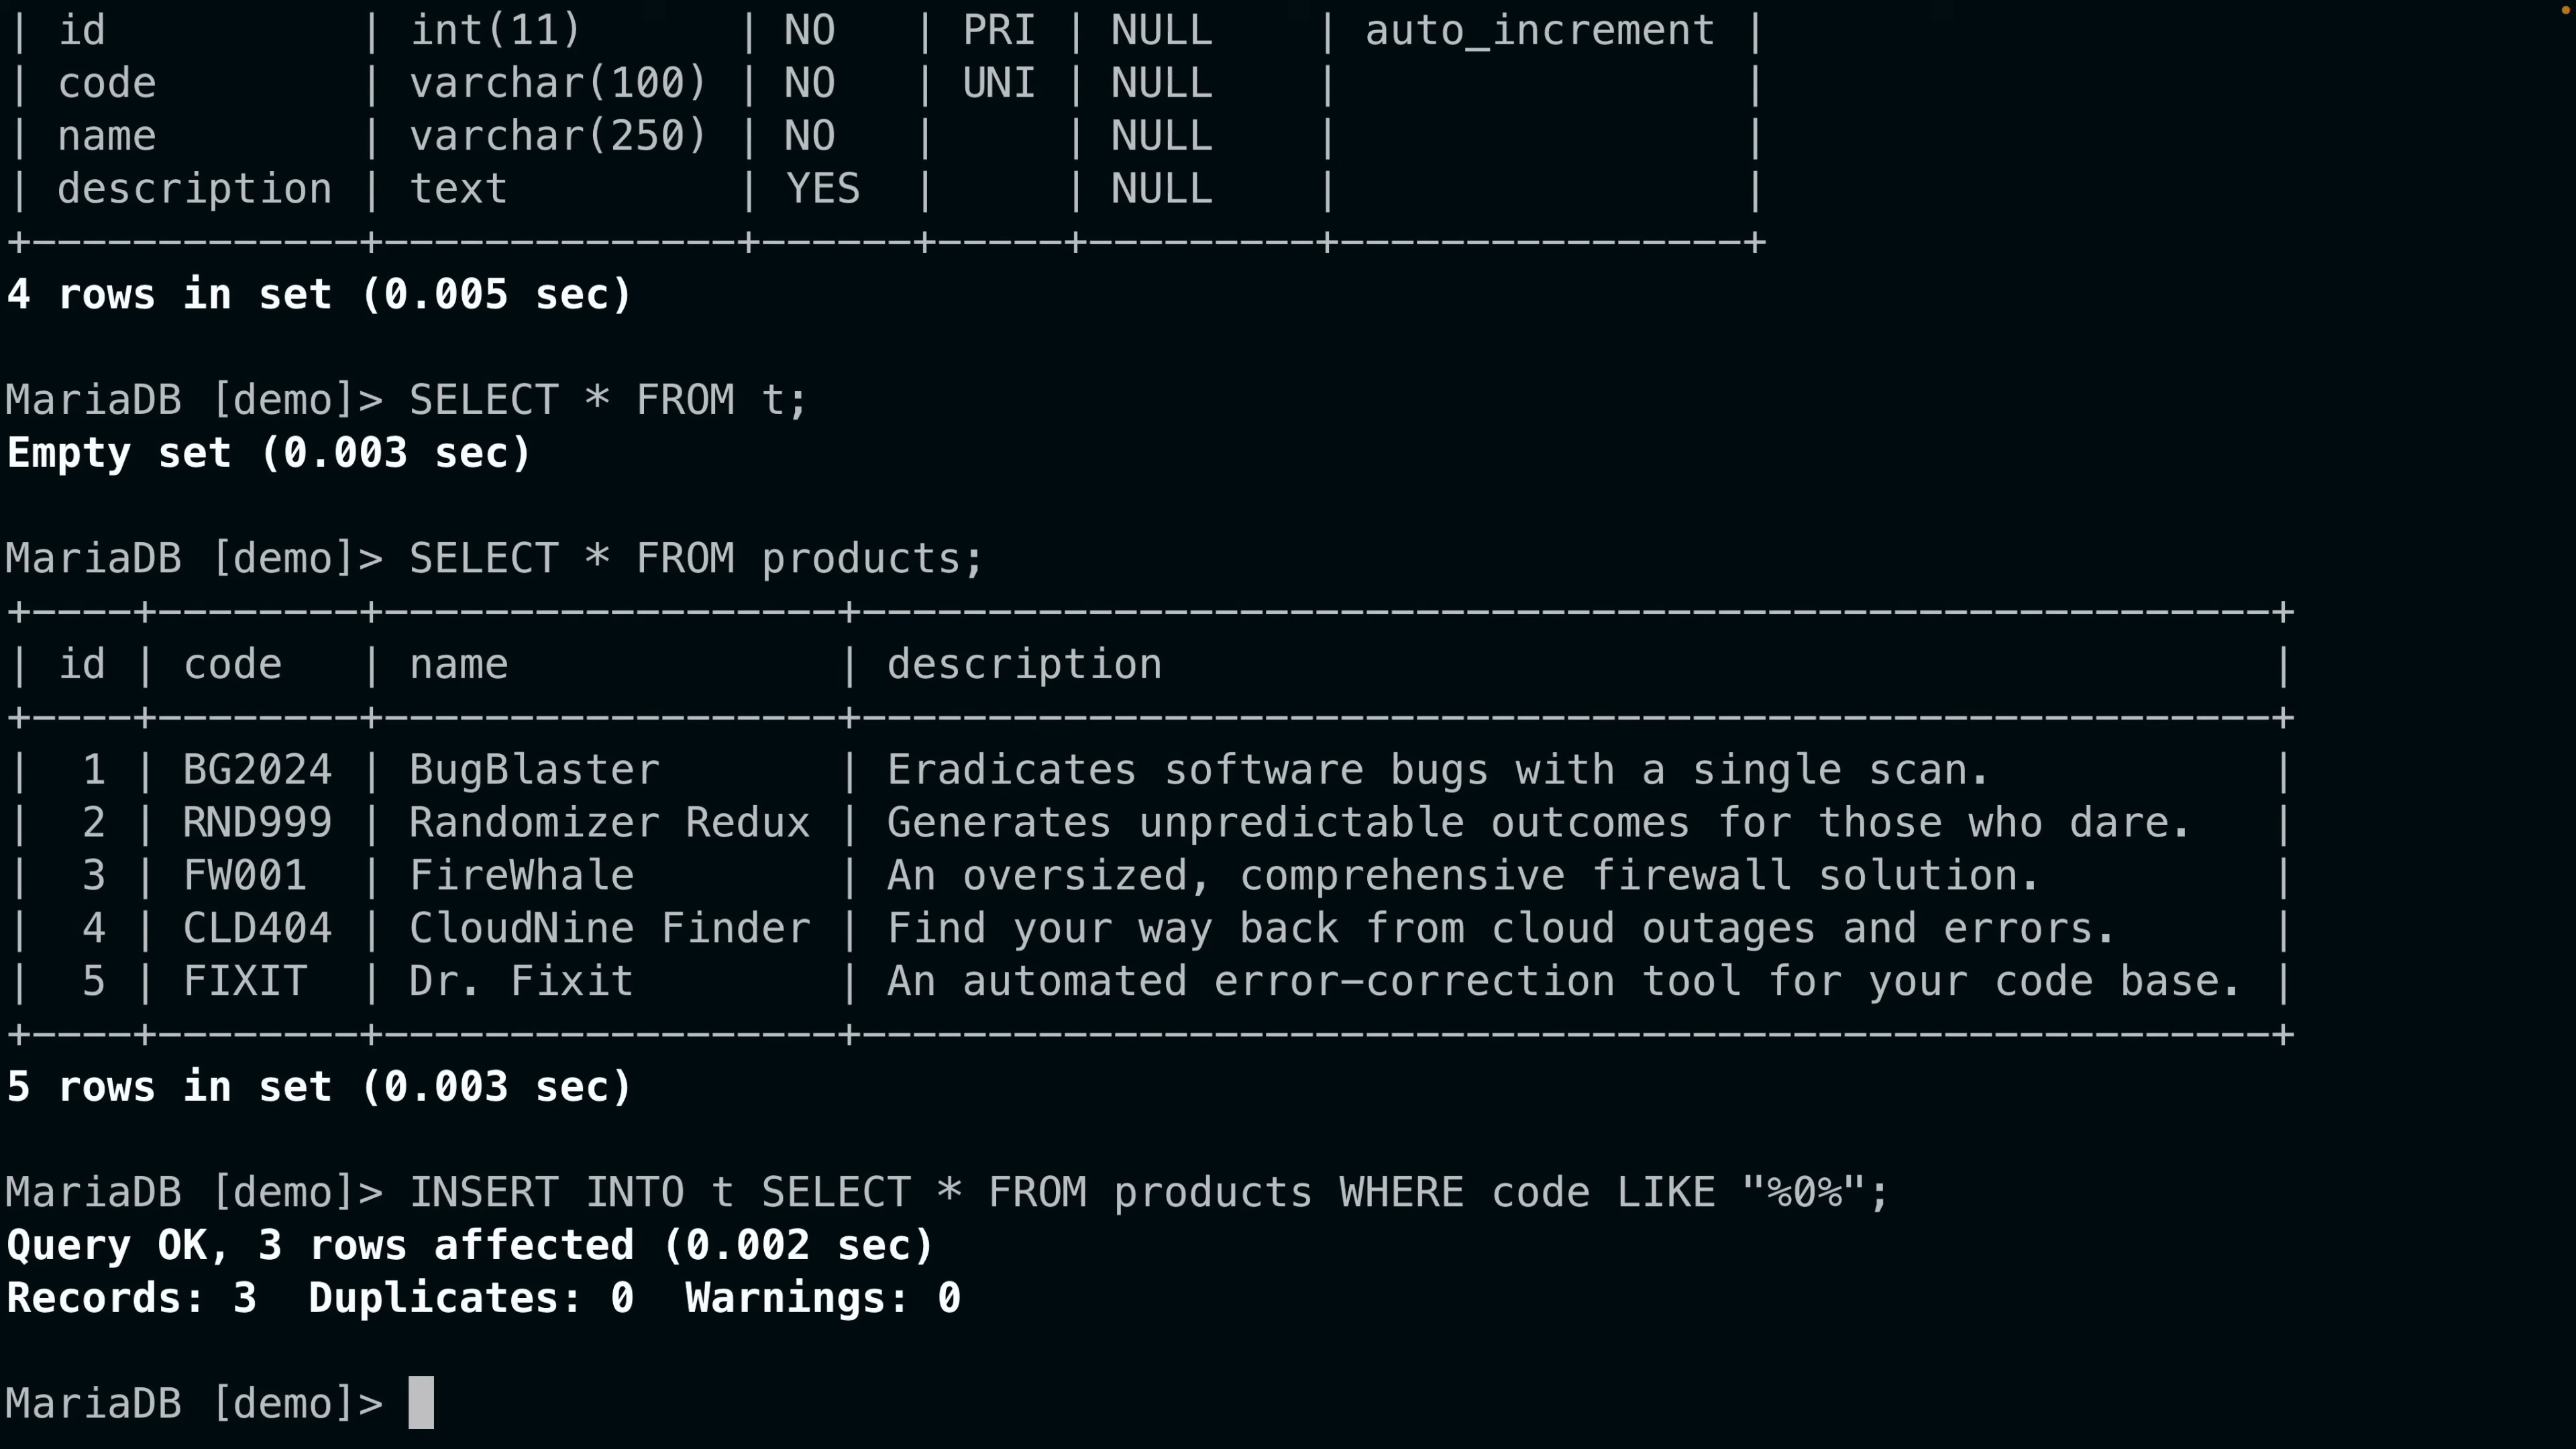 | id          | int(11)      | NO   | PRI | NULL    | auto_increment |
| code        | varchar(100) | NO   | UNI | NULL    |                |
| name        | varchar(250) | NO   |     | NULL    |                |
| description | text         | YES  |     | NULL    |                |
+-------------+--------------+------+-----+---------+----------------+
4 rows in set (0.005 sec)
MariaDB [demo]> SELECT * FROM t;
Empty set (0.003 sec)
MariaDB [demo]> SELECT * FROM products;
+----+--------+------------------+--------------------------------------------------------+
| id | code   | name             | description                                            |
+----+--------+------------------+--------------------------------------------------------+
|  1 | BG2024 | BugBlaster       | Eradicates software bugs with a single scan.           |
|  2 | RND999 | Randomizer Redux | Generates unpredictable outcomes for those who dare.   |
|  3 | FW001  | FireWhale        | An oversized, comprehensive firewall solution.         |
|  4 | CLD404 | CloudNine Finder | Find your way back from cloud outages and errors.      |
|  5 | FIXIT  | Dr. Fixit        | An automated error-correction tool for your code base. |
+----+--------+------------------+--------------------------------------------------------+
5 rows in set (0.003 sec)
MariaDB [demo]> INSERT INTO t SELECT * FROM products WHERE code LIKE "%0%";
Query OK, 3 rows affected (0.002 sec)
Records: 3  Duplicates: 0  Warnings: 0
MariaDB [demo]>